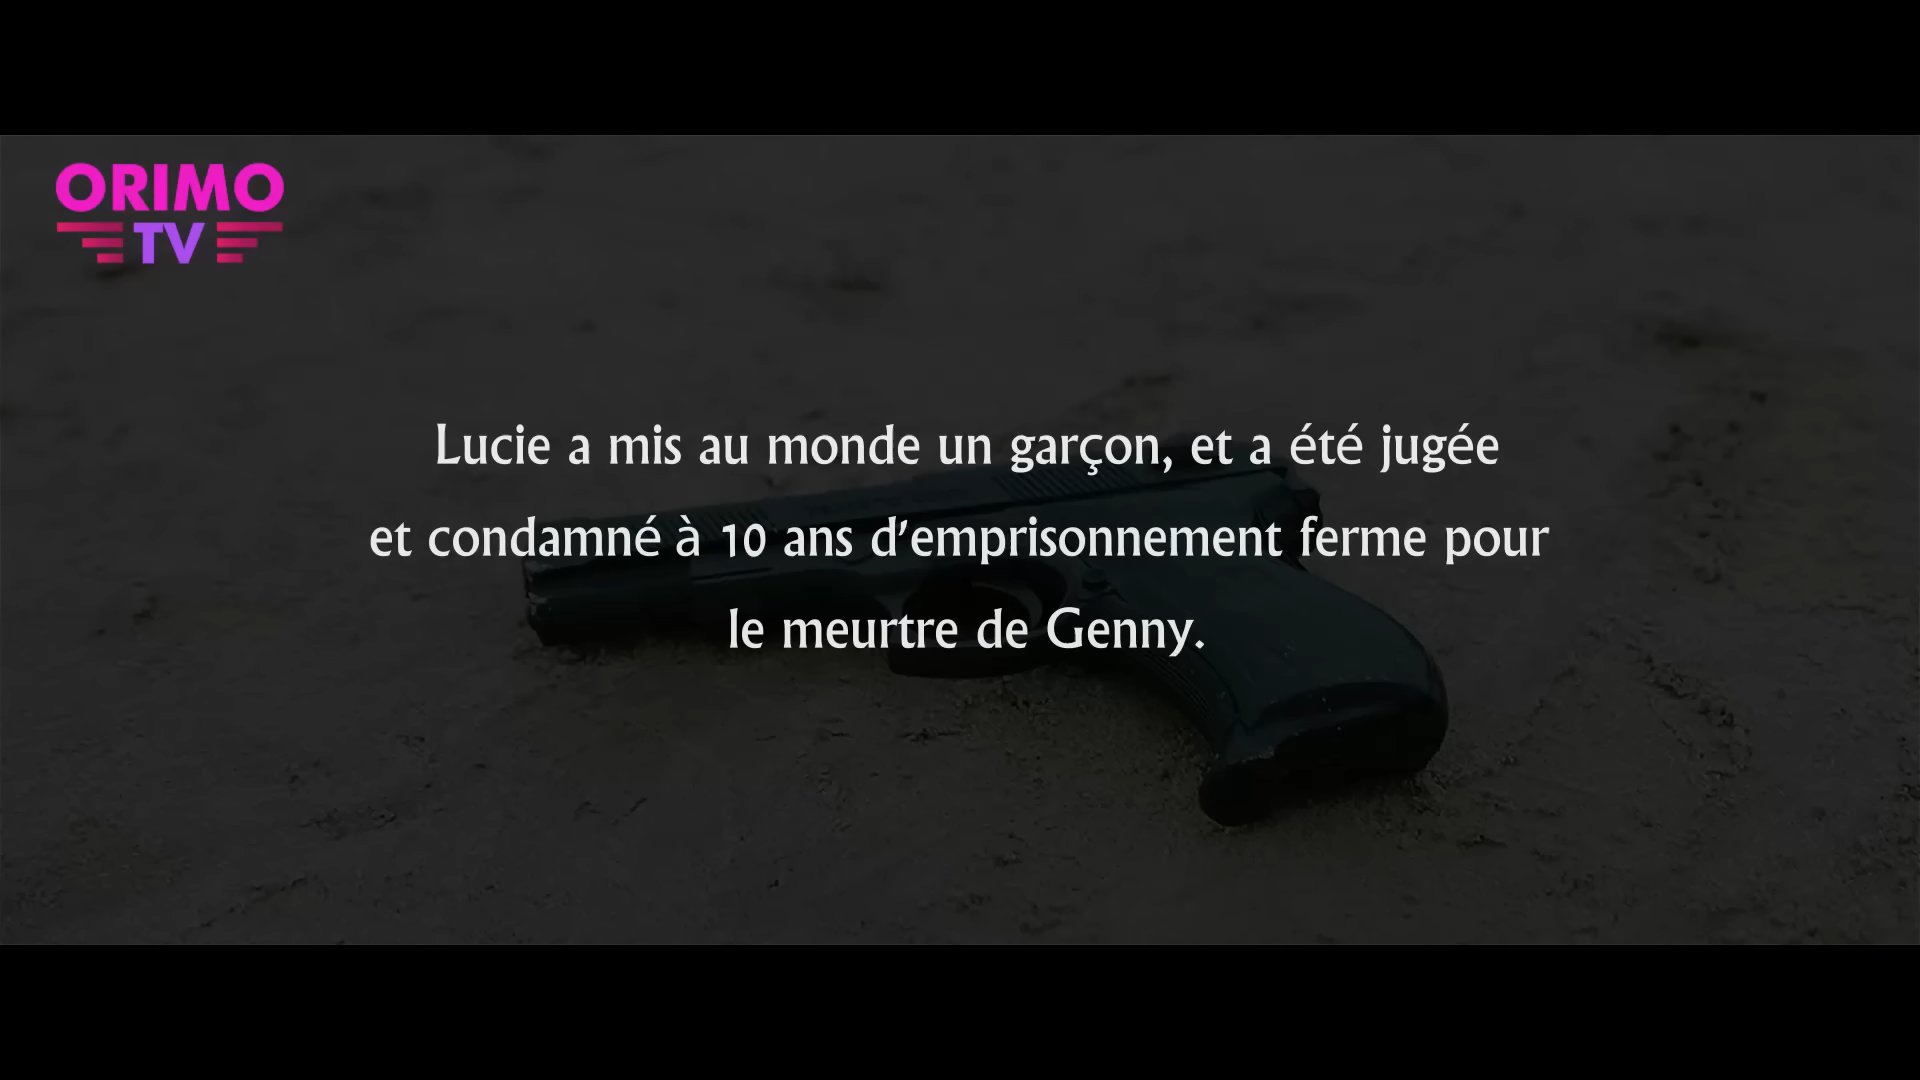 ORIMO
TV
Lucie a mis au monde un garçon, et a été jugée
et condamné à 10 ans d'emprisonnement ferme pour
le meurtre de Genny.